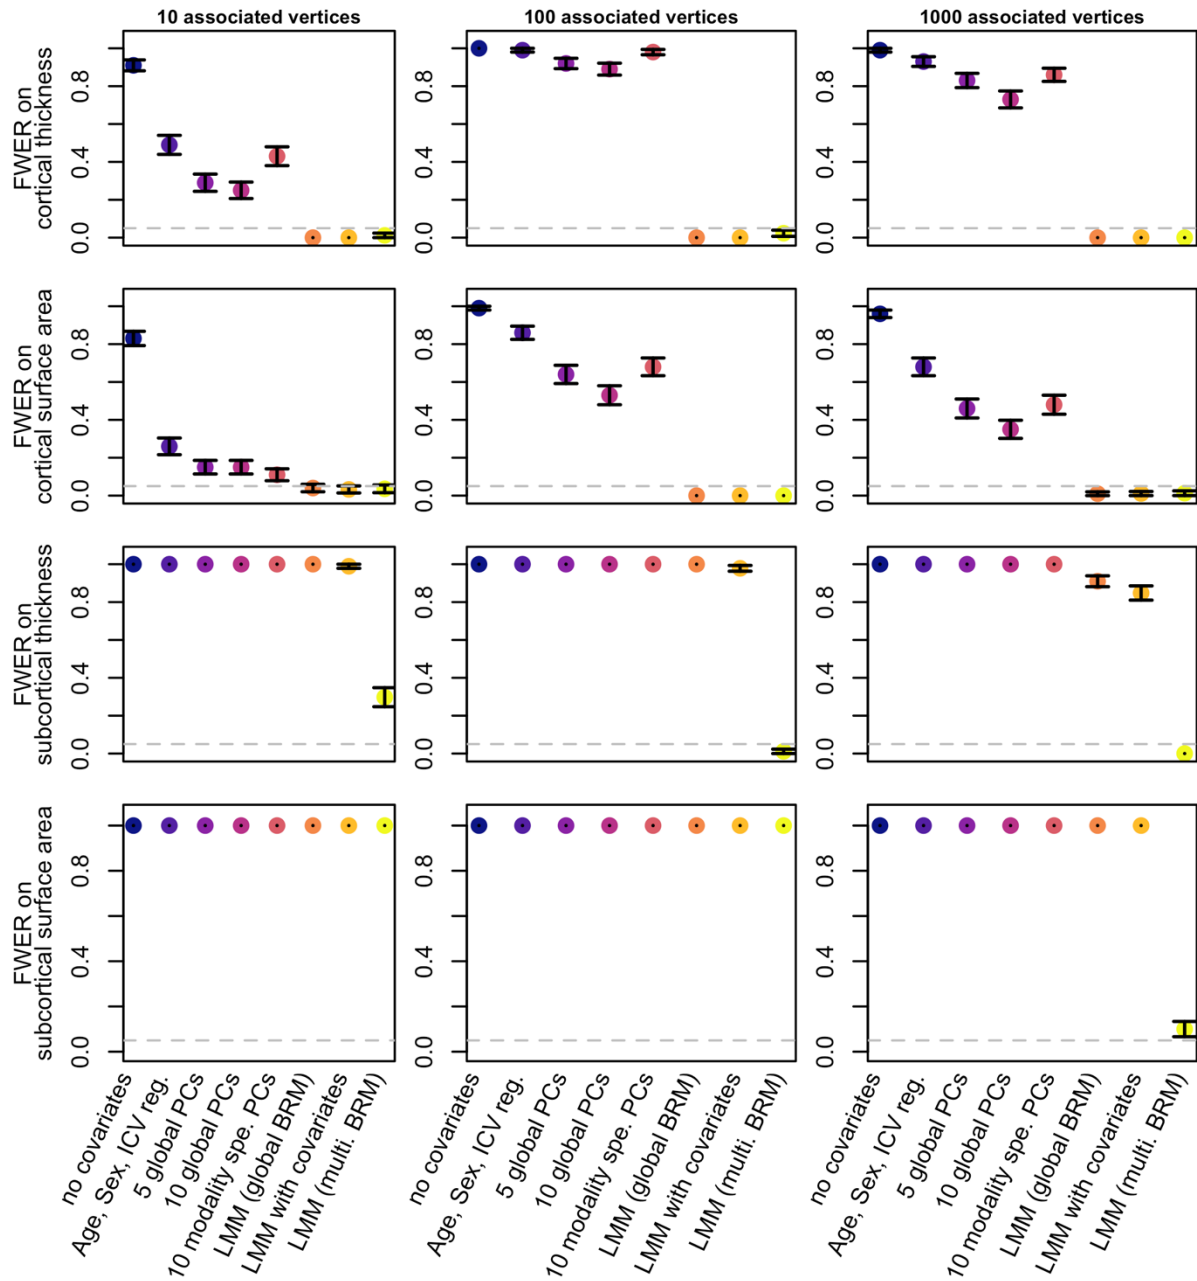 10 associated vertices
100 associated vertices
1000 associated vertices
FWER on
cortical thickness
0.0
0.4
0.8
0.0
0.4
0.8
0.0
0.4
0.8
FWER on
cortical surface area
0.0
0.4
0.8
0.0
0.4
0.8
0.0
0.4
0.8
FWER on
subcortical thickness
0.0
0.4
0.8
0.0
0.4
0.8
0.0
0.4
0.8
FWER on
subcortical surface area
0.0
0.4
0.8
0.0
0.4
0.8
0.0
0.4
0.8
no covariates
Age, Sex, ICV reg.
5 global PCs
10 global PCs
10 modality spe. PCs
LMM (global BRM)
LMM with covariates
LMM (multi. BRM)
no covariates
Age, Sex, ICV reg.
5 global PCs
10 global PCs
10 modality spe. PCs
LMM (global BRM)
LMM with covariates
LMM (multi. BRM)
no covariates
Age, Sex, ICV reg.
5 global PCs
10 global PCs
10 modality spe. PCs
LMM (global BRM)
LMM with covariates
LMM (multi. BRM)